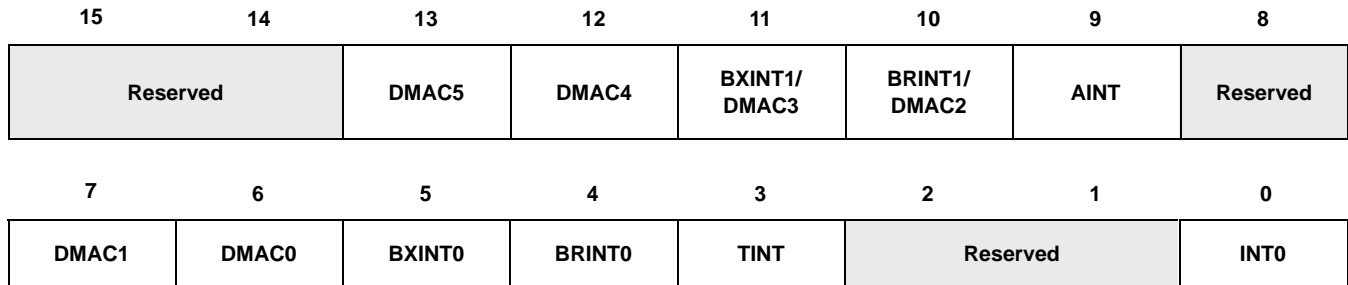 15 14 13 12 11 10 9 8
Reserved DMAC5 DMAC4 BXINT1/ DMAC3 BRINT1/ DMAC2 AINT Reserved
7 6 5 4 3 2 1 0
DMAC1 DMAC0 BXINT0 BRINT0 TINT Reserved INT0